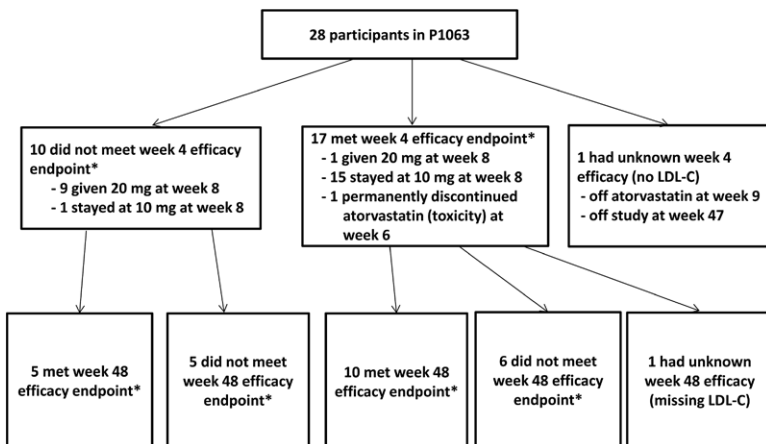 28 participants in P1063
10 did not meet week 4 efficacy
endpoint*
- 9 given 20 mg at week 8
- 1 stayed at 10 mg at week 8
17 met week 4 efficacy endpoint*
- 1 given 20 mg at week 8
- 15 stayed at 10 mg at week 8
- 1 permanently discontinued
atorvastatin (toxicity) at
week 6
1 had unknown week 4
efficacy (no LDL-C)
- off atorvastatin at week 9
- off study at week 47
5 met week 48
efficacy endpoint*
5 did not meet
week 48 efficacy
endpoint*
10 met week 48
efficacy endpoint*
6 did not meet
week 48 efficacy
endpoint*
1 had unknown
week 48 efficacy
(missing LDL-C)